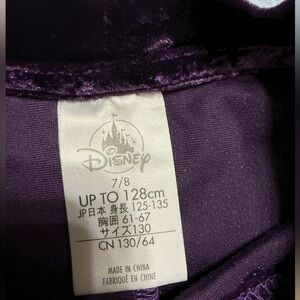 Disney
7/8
UP TO 128cm
JP日本 身長 125-135
胸囲 61-67
サイズ130
CN 130/64
MADE IN CHINA
FABRIQUÉ EN CHINE